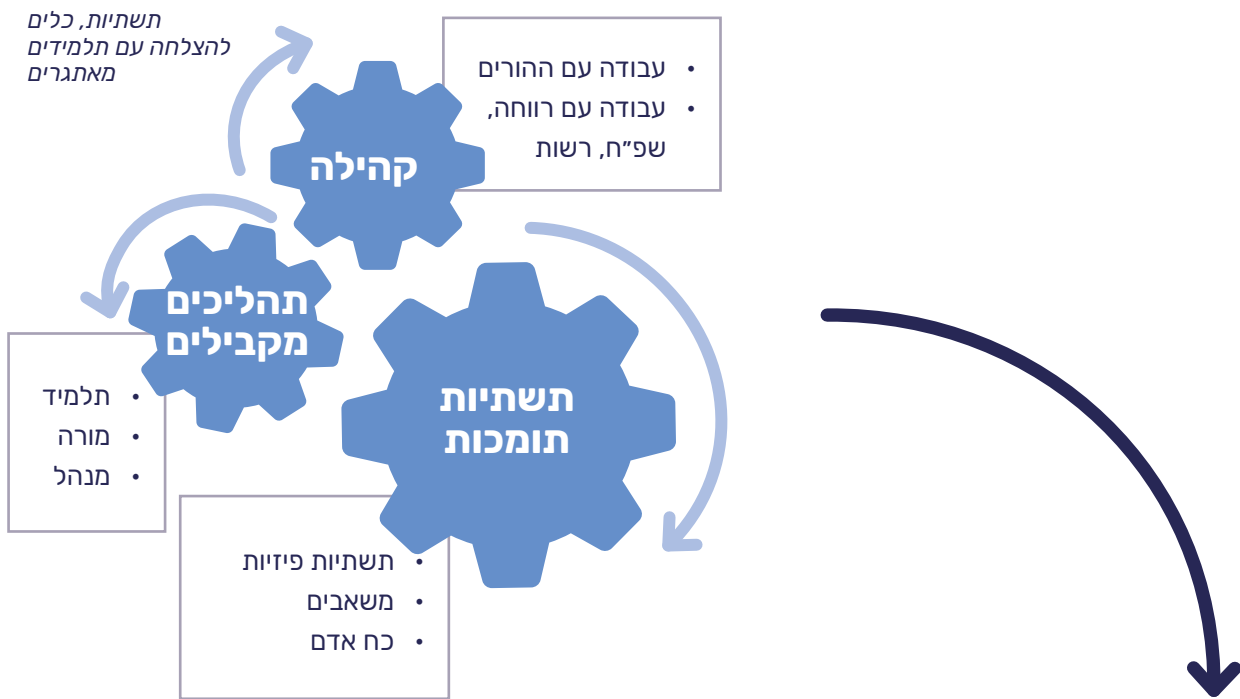 תשתיות, כלים
להצלחה עם תלמידים
מאתגרים
• עבודה עם ההורים
• עבודה עם רווחה,
שפ״ח, רשות
קהילה
תהליכים
מקבילים
• תלמיד
• מורה
• מנהל
תשתיות
תומכות
• תשתיות פיזיות
• משאבים
• כח אדם